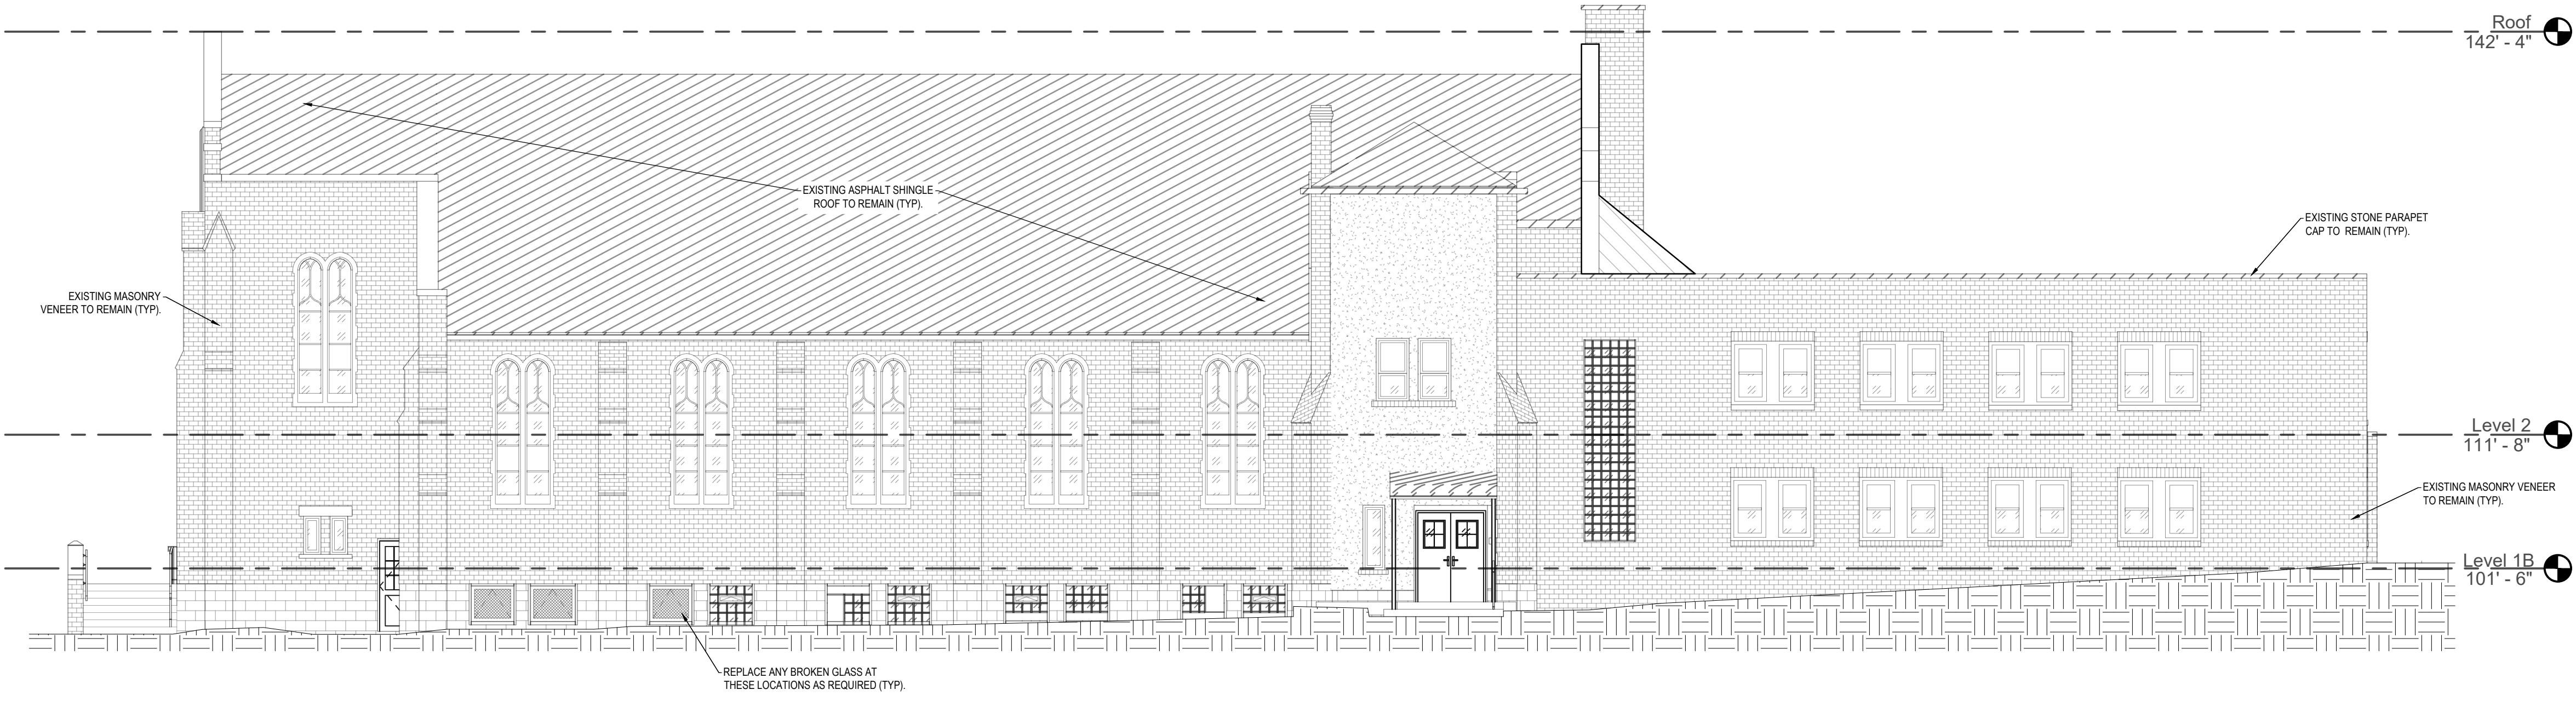 Roof
142' - 4"
EXISTING ASPHALT SHINGLE
ROOF TO REMAIN (TYP).
EXISTING STONE PARAPET
CAP TO REMAIN (TYP).
EXISTING MASONRY
VENEER TO REMAIN (TYP).
Level 2
111' - 8"
EXISTING MASONRY VENEER
TO REMAIN (TYP).
Level 1B
101' - 6"
REPLACE ANY BROKEN GLASS AT
THESE LOCATIONS AS REQUIRED (TYP).